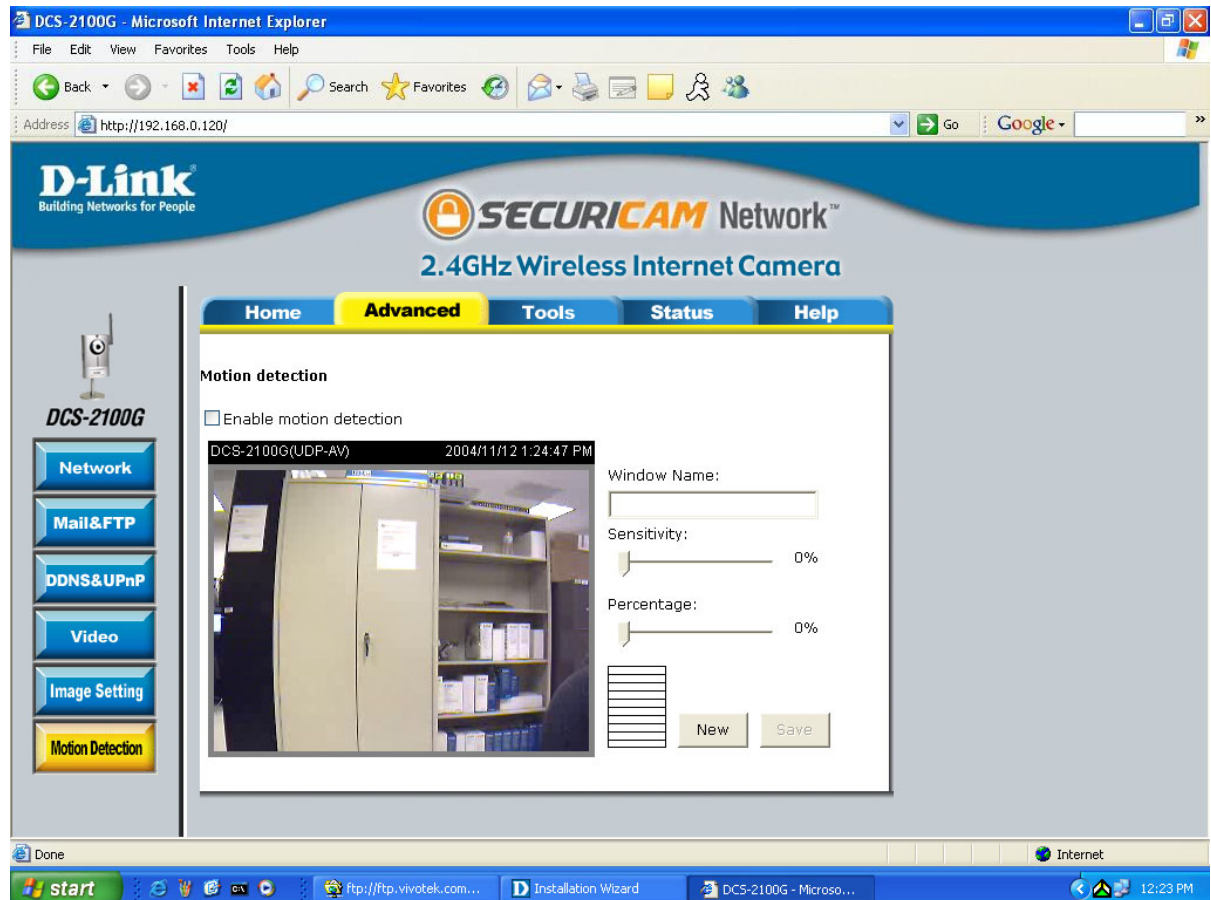 DCS-2100G - Microsoft Internet Explorer
File Edit View Favorites Tools Help
Back Search Favorites
Address http://192.168.0.120/ Go Google
D-Link
Building Networks for People
SECURICAM Network™
2.4GHz Wireless Internet Camera
Home Advanced Tools Status Help
DCS-2100G
Network
Mail&FTP
DDNS&UPnP
Video
Image Setting
Motion Detection
Motion detection
Enable motion detection
DCS-2100G(UDP-AV) 2004/11/12 1:24:47 PM
Window Name:
Sensitivity:
0%
Percentage:
0%
New Save
Done Internet
start ftp://ftp.vivotek.com... Installation Wizard DCS-2100G - Microso... 12:23 PM